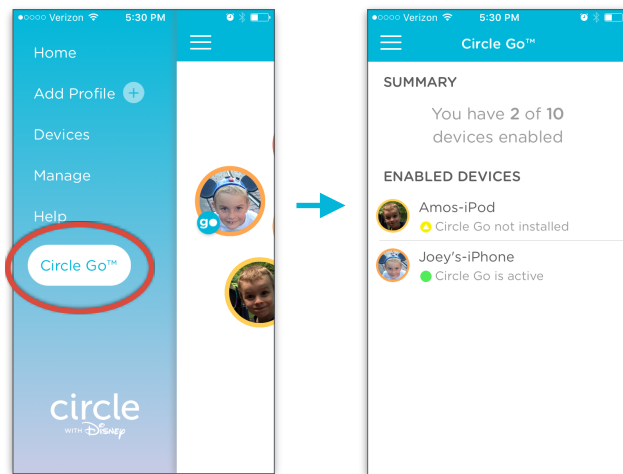 Verizon 5:30 PM
Home
Add Profile +
Devices
Manage
Help
Circle Go™
go
circle
WITH Disney
Verizon 5:30 PM
Circle Go™
SUMMARY
You have 2 of 10
devices enabled
ENABLED DEVICES
Amos-iPod
Circle Go not installed
Joey's-iPhone
Circle Go is active